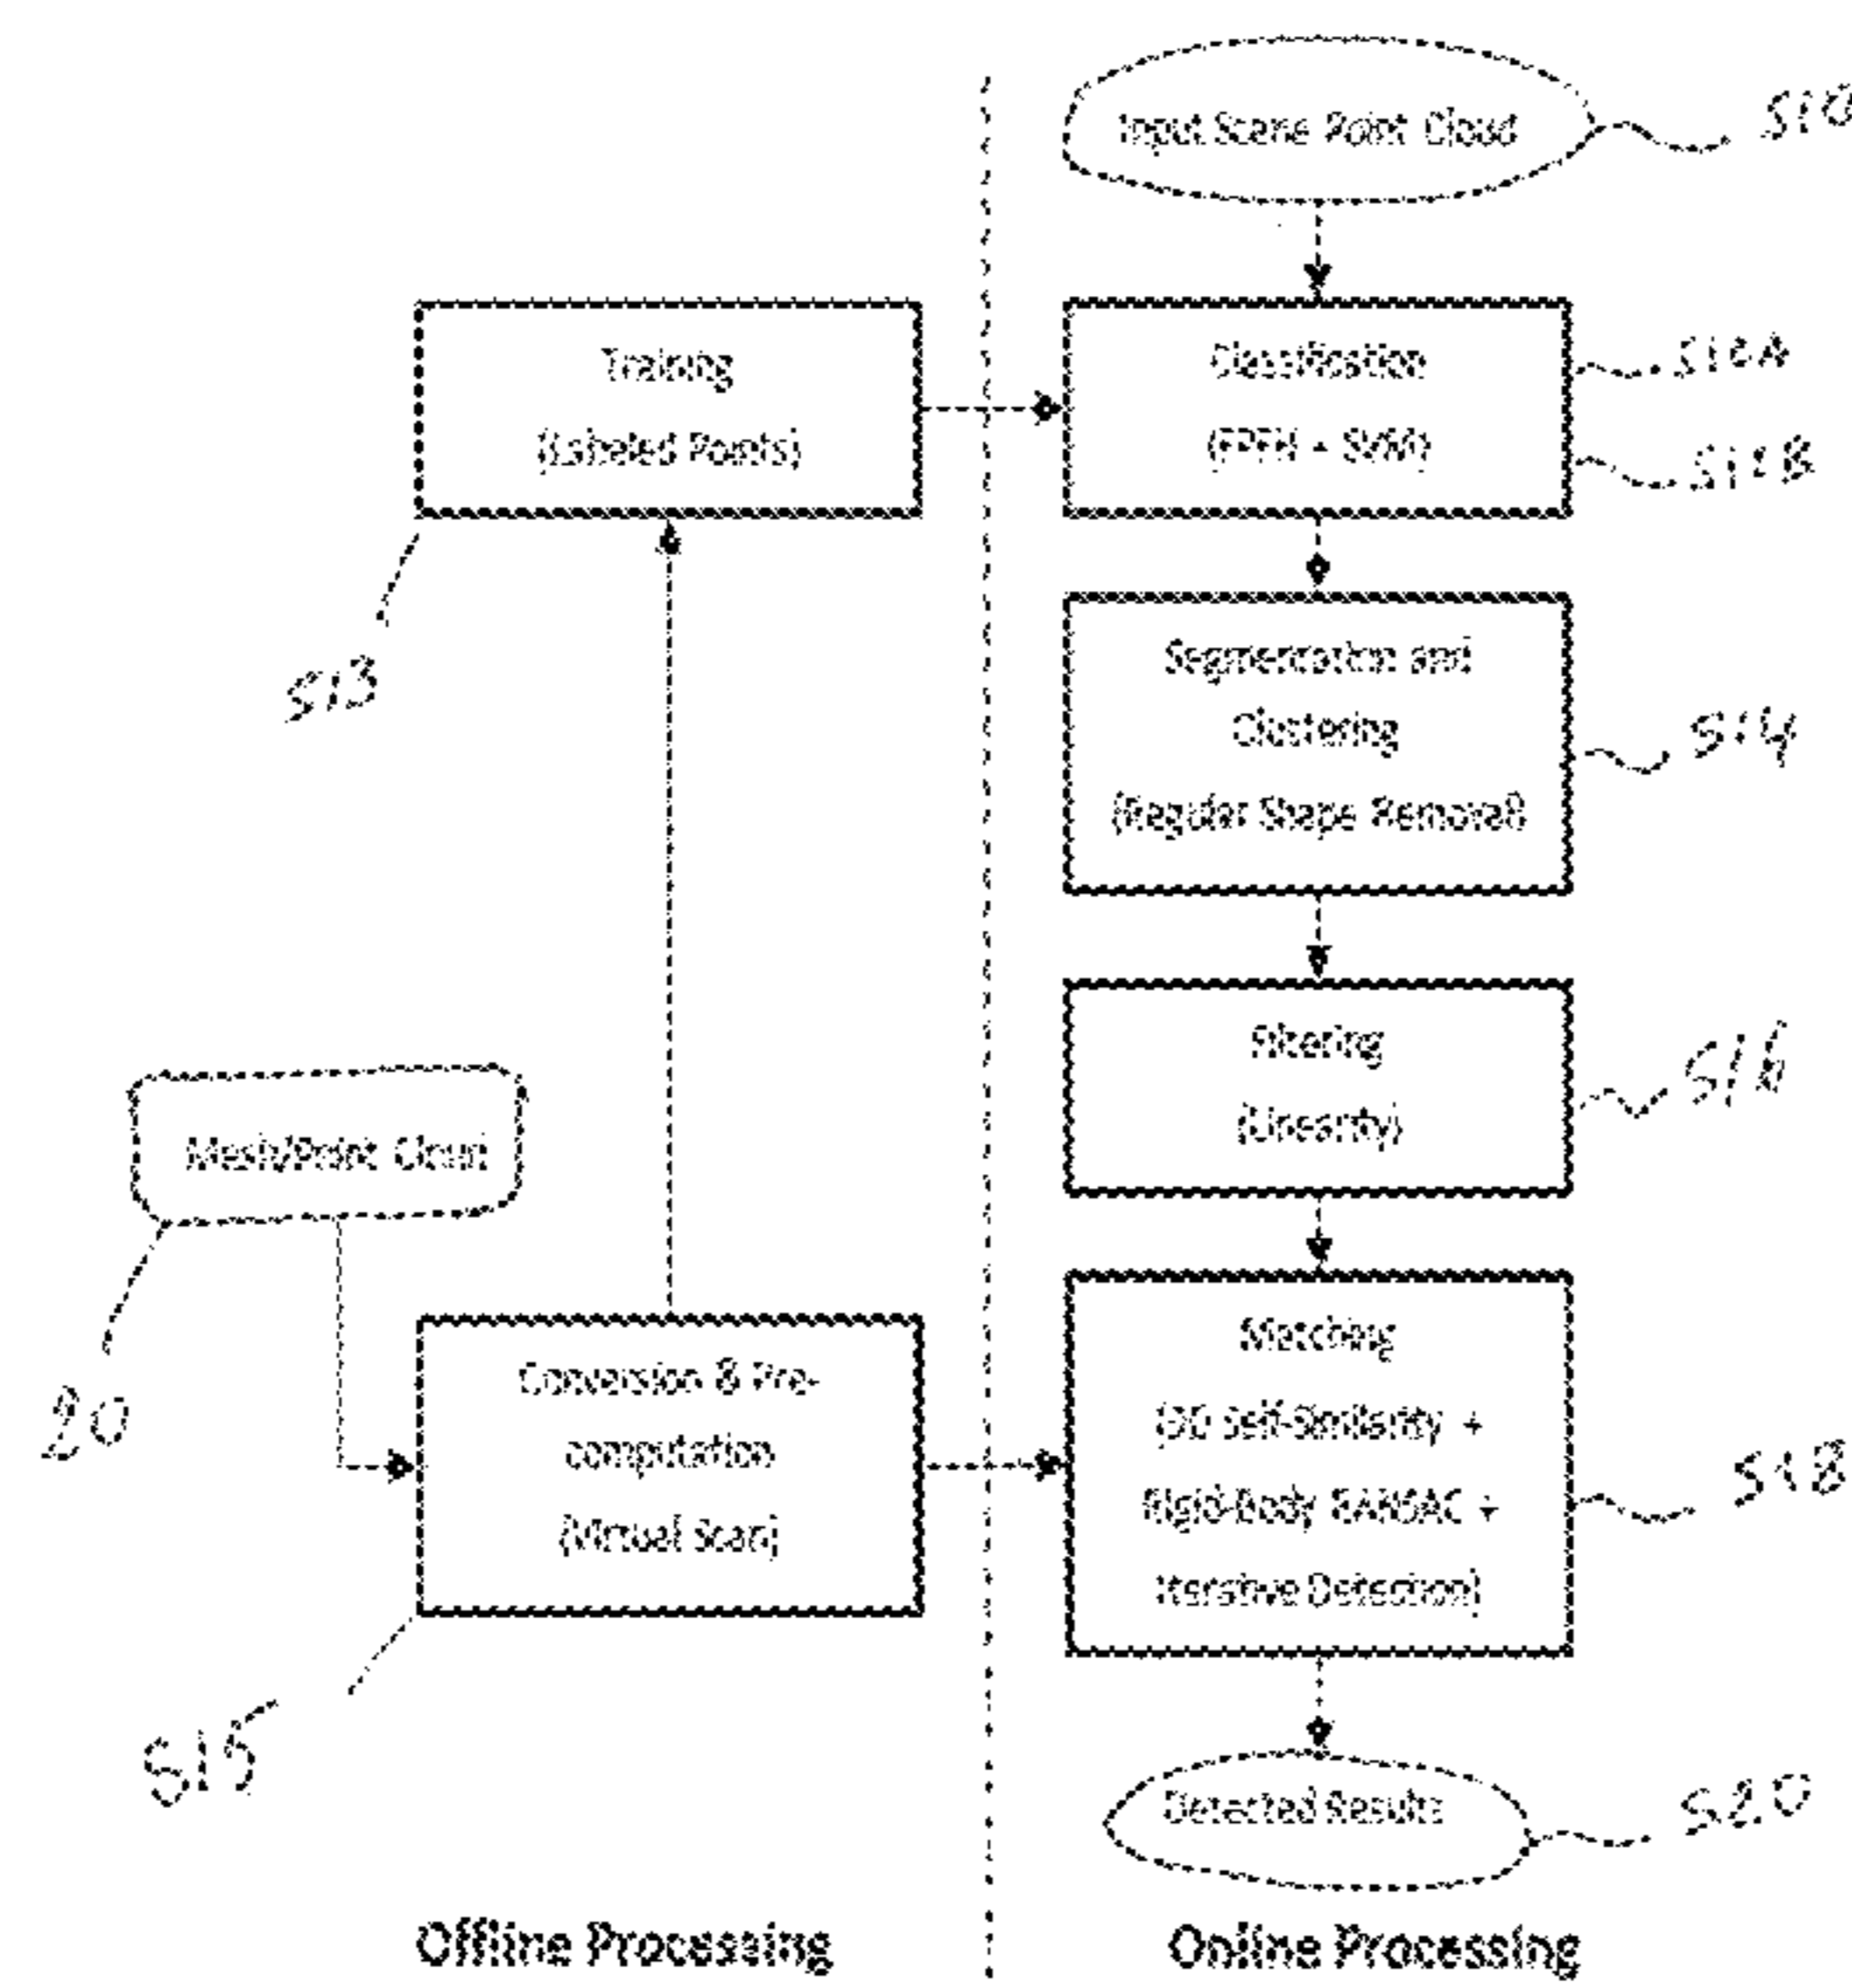 Input Scene Point Cloud
S10
Training
(Labeled Points)
S13
Classification
(FPFH + SVM)
Segmentation and
Clustering
(Regular Shape Removal)
S14
Filtering
(Linearity)
S16
Mesh/Point Cloud
20
Conversion & Pre-
computation
(Virtual Scan)
S15
Matching
(3D Self-Similarity +
Rigid-Body RANSAC +
Iterative Detection)
S18
Detected Results
S20
Offline Processing
Online Processing